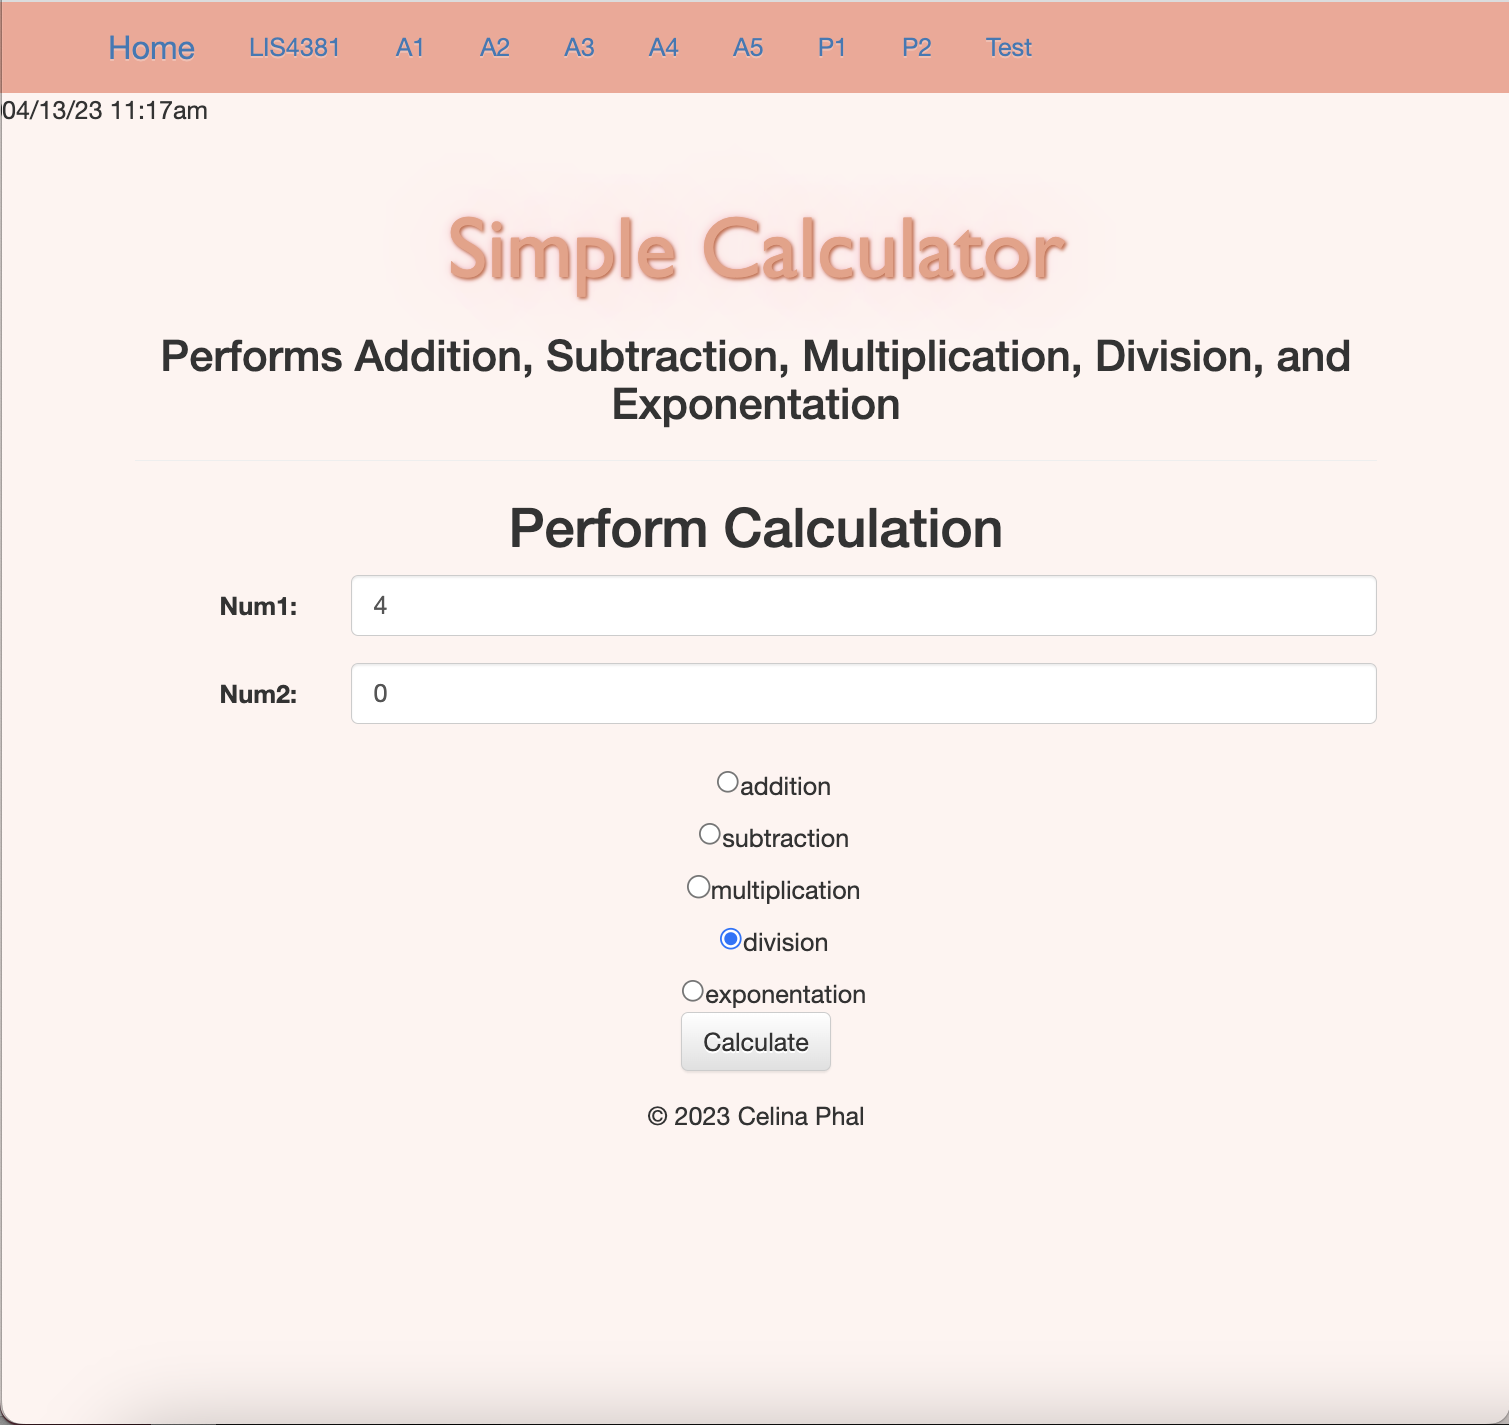 Home LIS4381 A1 A2 A3 A4 A5 P1 P2 Test
04/13/23 11:17am
Simple Calculator
Performs Addition, Subtraction, Multiplication, Division, and
Exponentation
Perform Calculation
Num1: 4
Num2: 0
addition
subtraction
multiplication
division
exponentation
Calculate
© 2023 Celina Phal